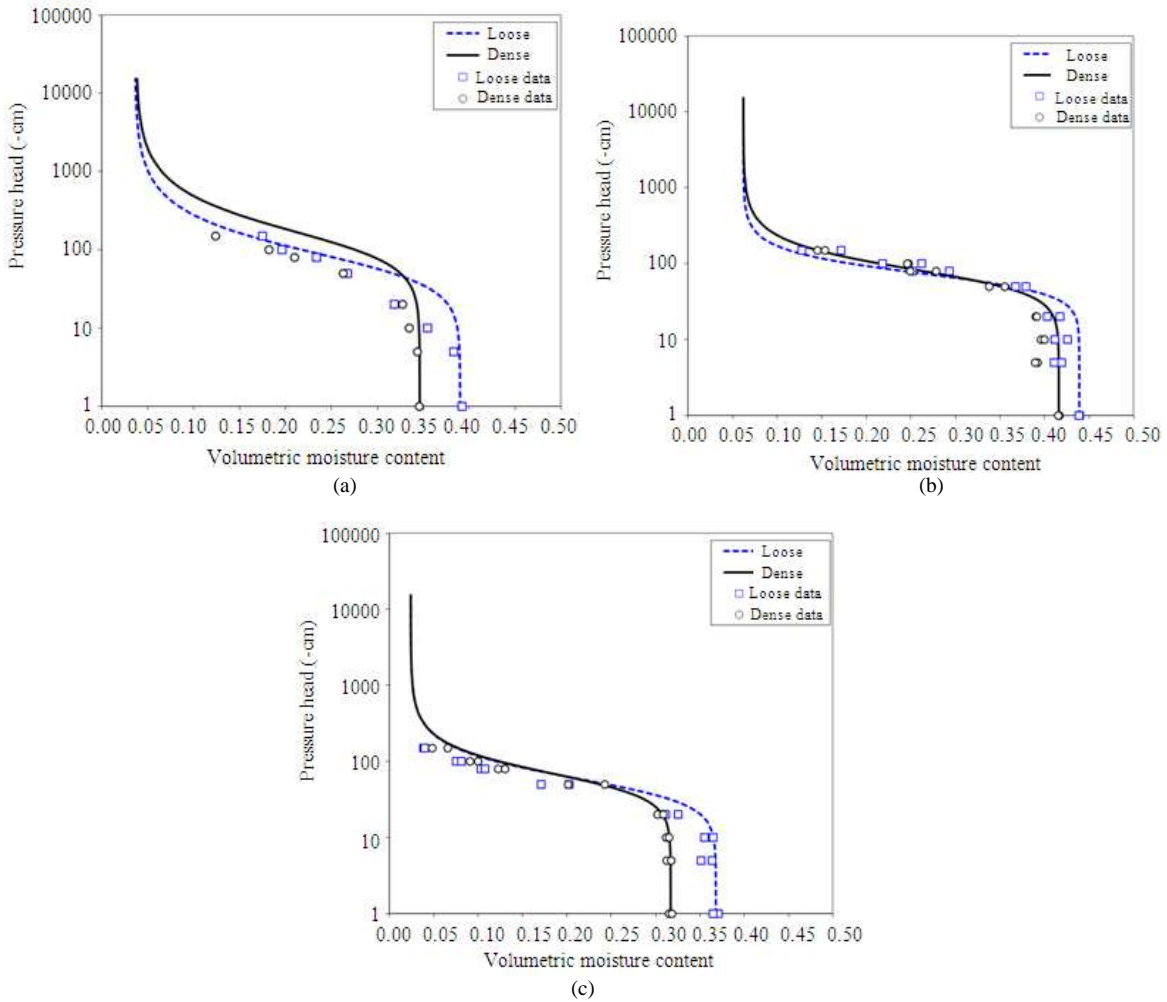 100000
10000
1000
100
10
1
Pressure head (-cm)
Loose
Dense
Loose data
Dense data
0.00 0.05 0.10 0.15 0.20 0.25 0.30 0.35 0.40 0.45 0.50
Volumetric moisture content
(a)
100000
10000
1000
100
10
1
Pressure head (-cm)
Loose
Dense
Loose data
Dense data
0.00 0.05 0.10 0.15 0.20 0.25 0.30 0.35 0.40 0.45 0.50
Volumetric moisture content
(b)
100000
10000
1000
100
10
1
Pressure head (-cm)
Loose
Dense
Loose data
Dense data
0.00 0.05 0.10 0.15 0.20 0.25 0.30 0.35 0.40 0.45 0.50
Volumetric moisture content
(c)